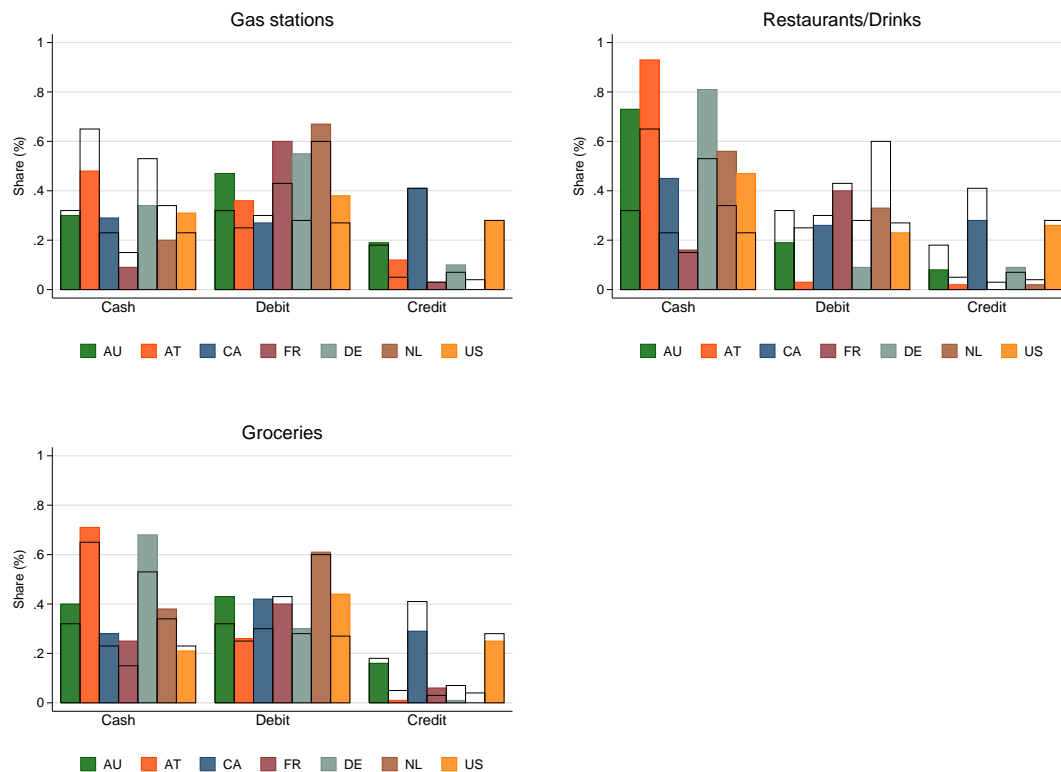 Gas stations
Share (%)
1
.8
.6
.4
.2
0
Cash Debit Credit
AU AT CA FR DE NL US
Restaurants/Drinks
Share (%)
1
.8
.6
.4
.2
0
Cash Debit Credit
AU AT CA FR DE NL US
Groceries
Share (%)
1
.8
.6
.4
.2
0
Cash Debit Credit
AU AT CA FR DE NL US